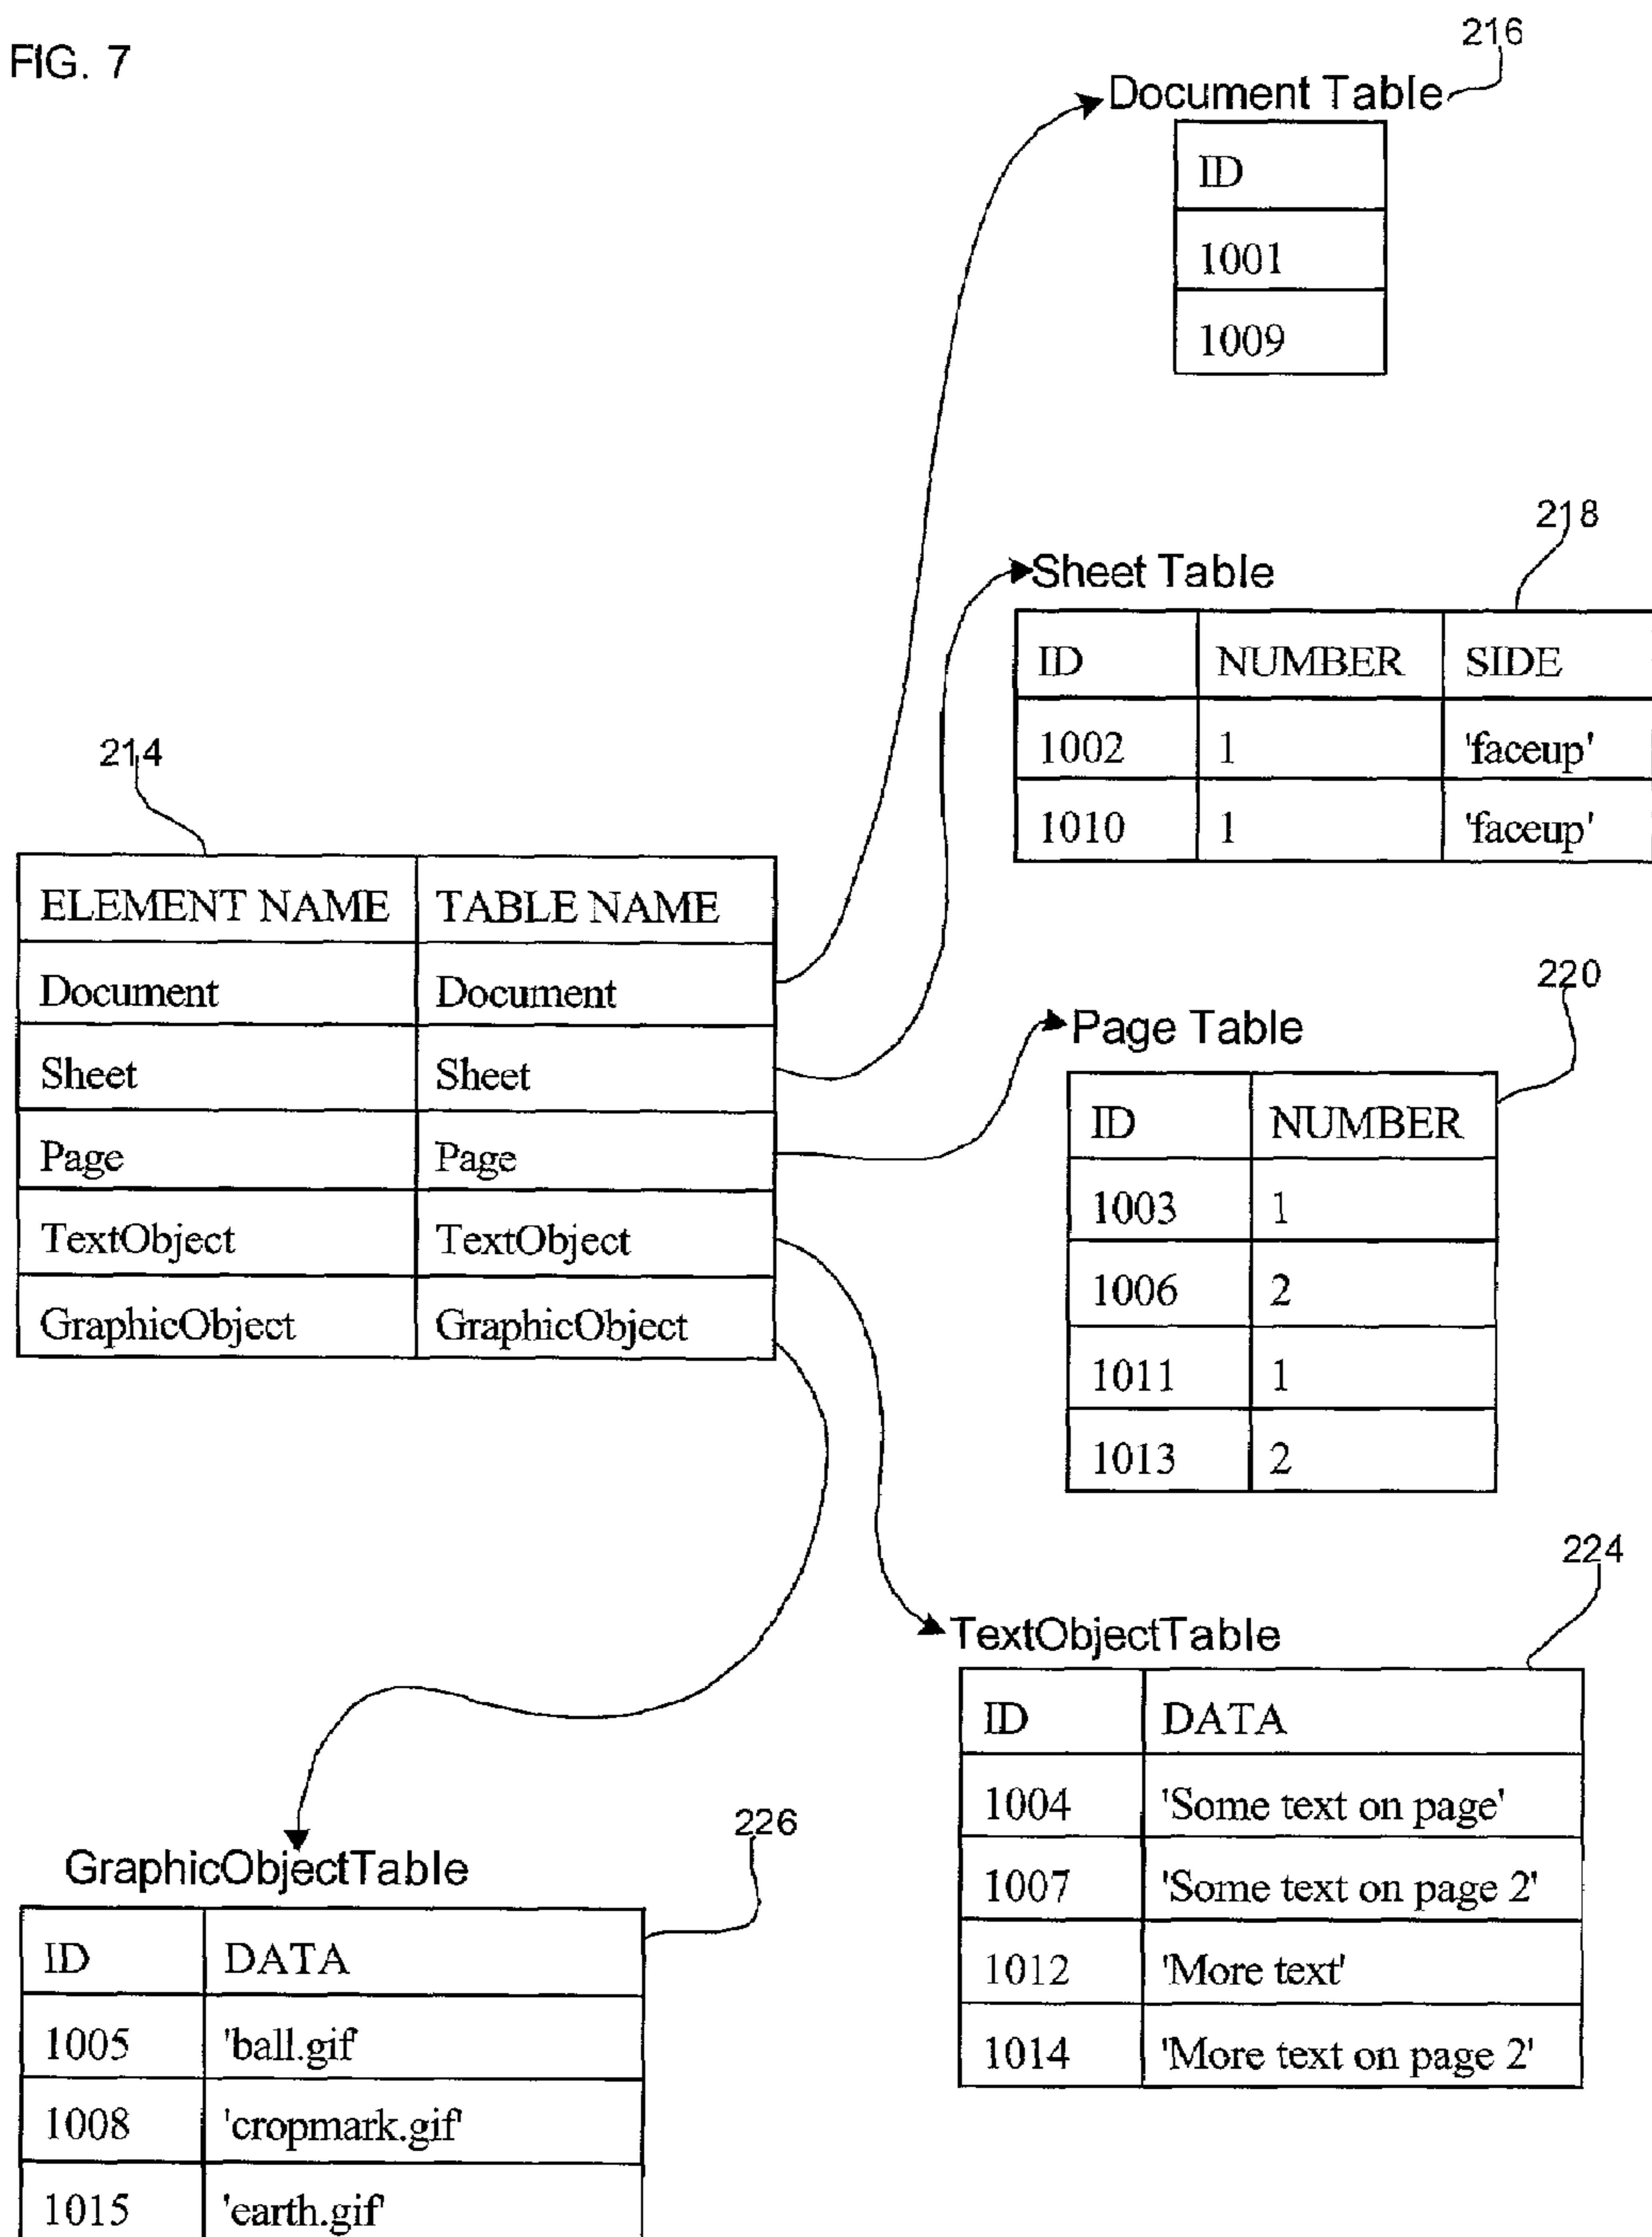 FIG. 7
216
Document Table
ID
1001
1009
218
Sheet Table
ID NUMBER SIDE
1002 1 'faceup'
1010 1 'faceup'
214
ELEMENT NAME TABLE NAME
Document Document
Sheet Sheet
Page Page
TextObject TextObject
GraphicObject GraphicObject
220
Page Table
ID NUMBER
1003 1
1006 2
1011 1
1013 2
224
TextObjectTable
ID DATA
1004 'Some text on page'
1007 'Some text on page 2'
1012 'More text'
1014 'More text on page 2'
226
GraphicObjectTable
ID DATA
1005 'ball.gif'
1008 'cropmark.gif'
1015 'earth.gif'